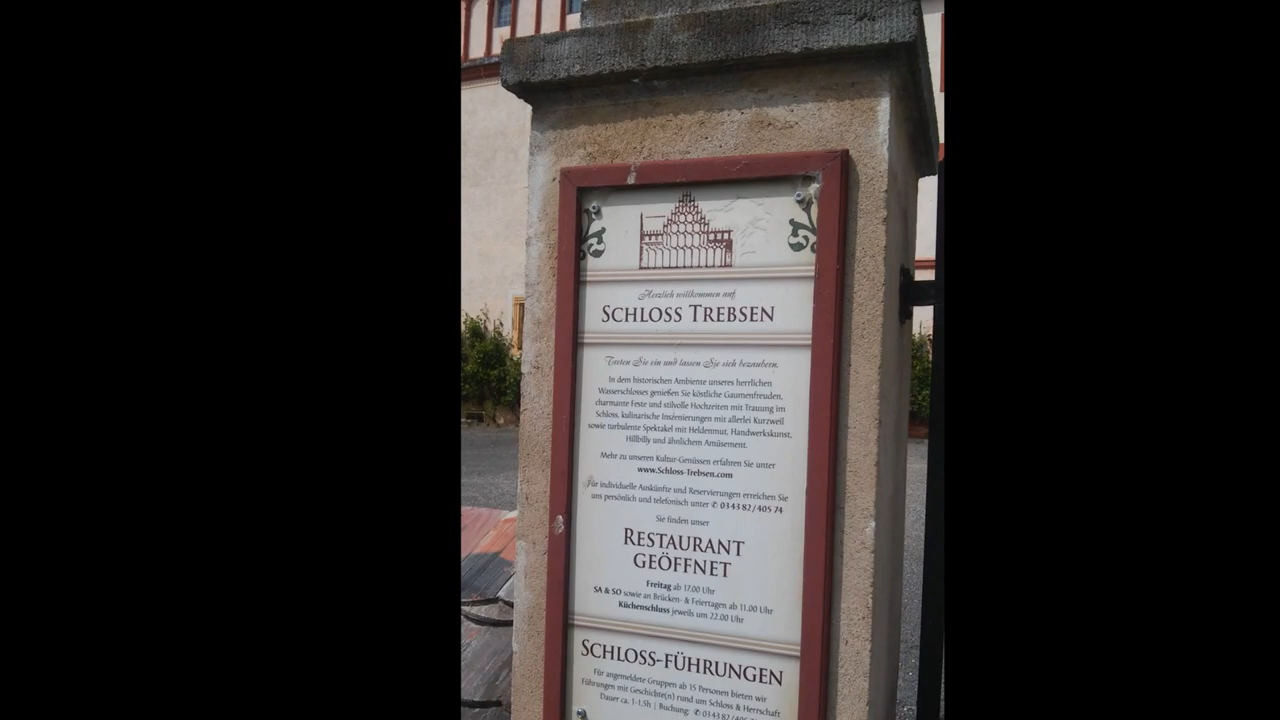 Herzlich willkommen auf
SCHLOSS TREBSEN
Treten Sie ein und lassen Sie sich bezaubern.
In dem historischen Ambiente unseres herrlichen
Wasserschlosses genießen Sie köstliche Gaumenfreuden,
charmante Feste und stilvolle Hochzeiten mit Trauung im
Schloss, kulinarische Inszenierungen mit allerlei Kurzweil
sowie turbulente Spektakel mit Heldenmut, Handwerkskunst,
Hillbilly und ähnlichem Amüsement.
Mehr zu unseren Kultur-Genüssen erfahren Sie unter
www.Schloss-Trebsen.com
Für individuelle Auskünfte und Reservierungen erreichen Sie
uns persönlich und telefonisch unter ✆ 03 43 82 / 405 74
Sie finden unser
RESTAURANT
GEÖFFNET
Freitag ab 17.00 Uhr
SA & SO sowie an Brücken- & Feiertagen ab 11.00 Uhr
Küchenschluss jeweils um 22.00 Uhr
SCHLOSS-FÜHRUNGEN
Für angemeldete Gruppen ab 15 Personen bieten wir
Führungen mit Geschichte(n) rund um Schloss & Herrschaft
Dauer ca. 1-1,5h | Buchung: ✆ 03 43 82 / 405